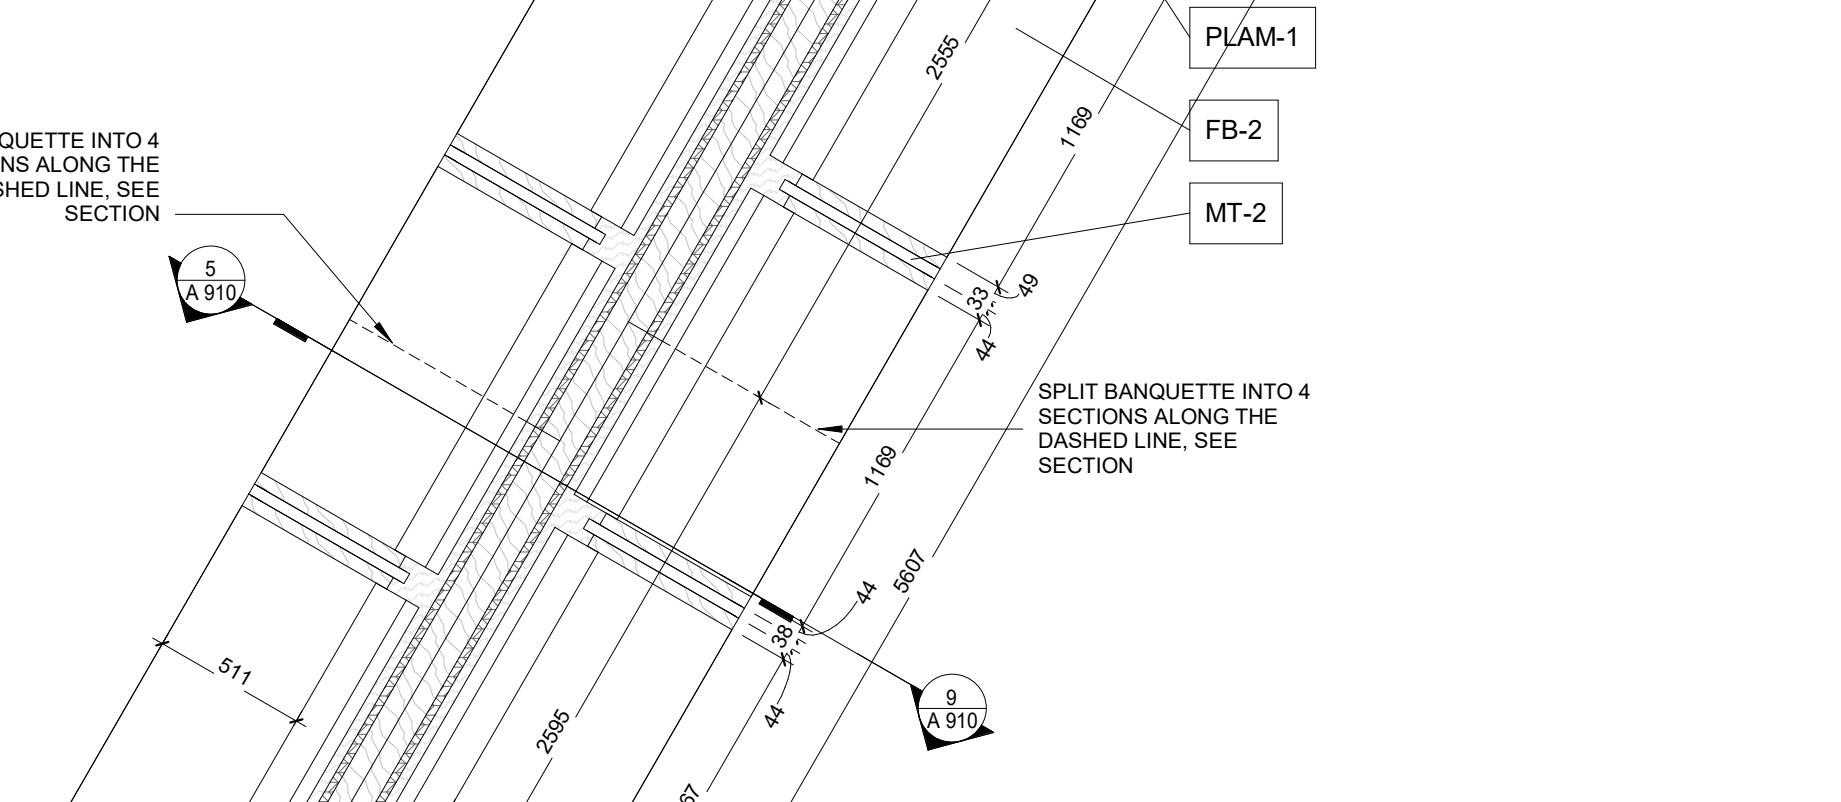 PLAM-1
2555
1169
FB-2
QUETTE INTO 4
NS ALONG THE
SHED LINE, SEE
SECTION
MT-2
5
A 910
49
33
44
SPLIT BANQUETTE INTO 4
SECTIONS ALONG THE
DASHED LINE, SEE
SECTION
1169
5607
44
38
511
44
9
A 910
2595
67